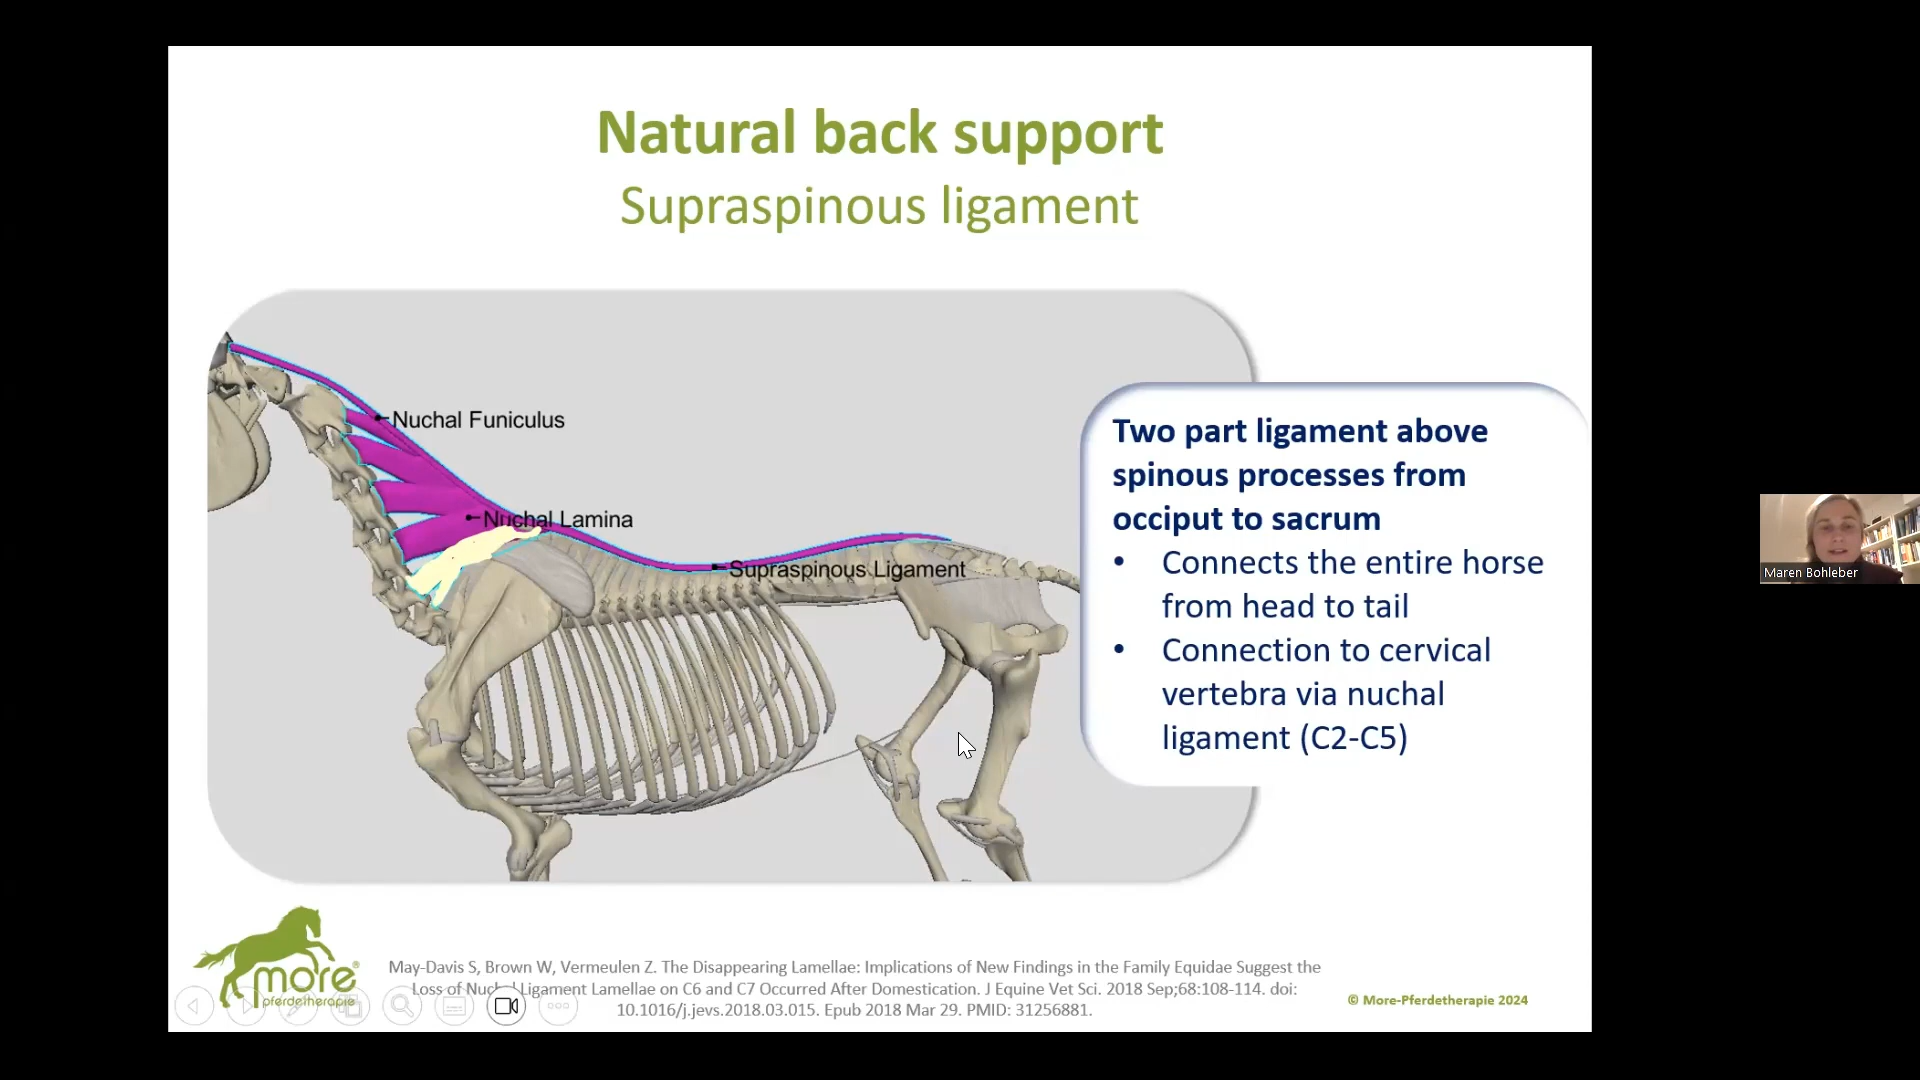 Natural back support
Supraspinous ligament
Nuchal Funiculus
Nuchal Lamina
Supraspinous Ligament
Two part ligament above
spinous processes from
occiput to sacrum
• Connects the entire horse
from head to tail
• Connection to cervical
vertebra via nuchal
ligament (C2-C5)
Maren Bohleber
more®
pferdetherapie
May-Davis S, Brown W, Vermeulen Z. The Disappearing Lamellae: Implications of New Findings in the Family Equidae Suggest the
Loss of Nuchal Ligament Lamellae on C6 and C7 Occurred After Domestication. J Equine Vet Sci. 2018 Sep;68:108-114. doi:
10.1016/j.jevs.2018.03.015. Epub 2018 Mar 29. PMID: 31256881.
© More-Pferdetherapie 2024